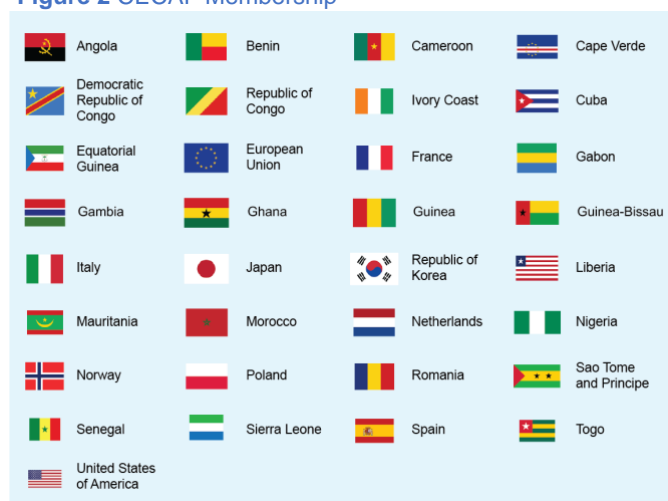 Figure 2 CECAF Membership
Angola
Benin
Cameroon
Cape Verde
Democratic
Republic of
Congo
Republic of
Congo
Ivory Coast
Cuba
Equatorial
Guinea
European
Union
France
Gabon
Gambia
Ghana
Guinea
Guinea-Bissau
Italy
Japan
Republic of
Korea
Liberia
Mauritania
Morocco
Netherlands
Nigeria
Norway
Poland
Romania
Sao Tome
and Principe
Senegal
Sierra Leone
Spain
Togo
United States
of America